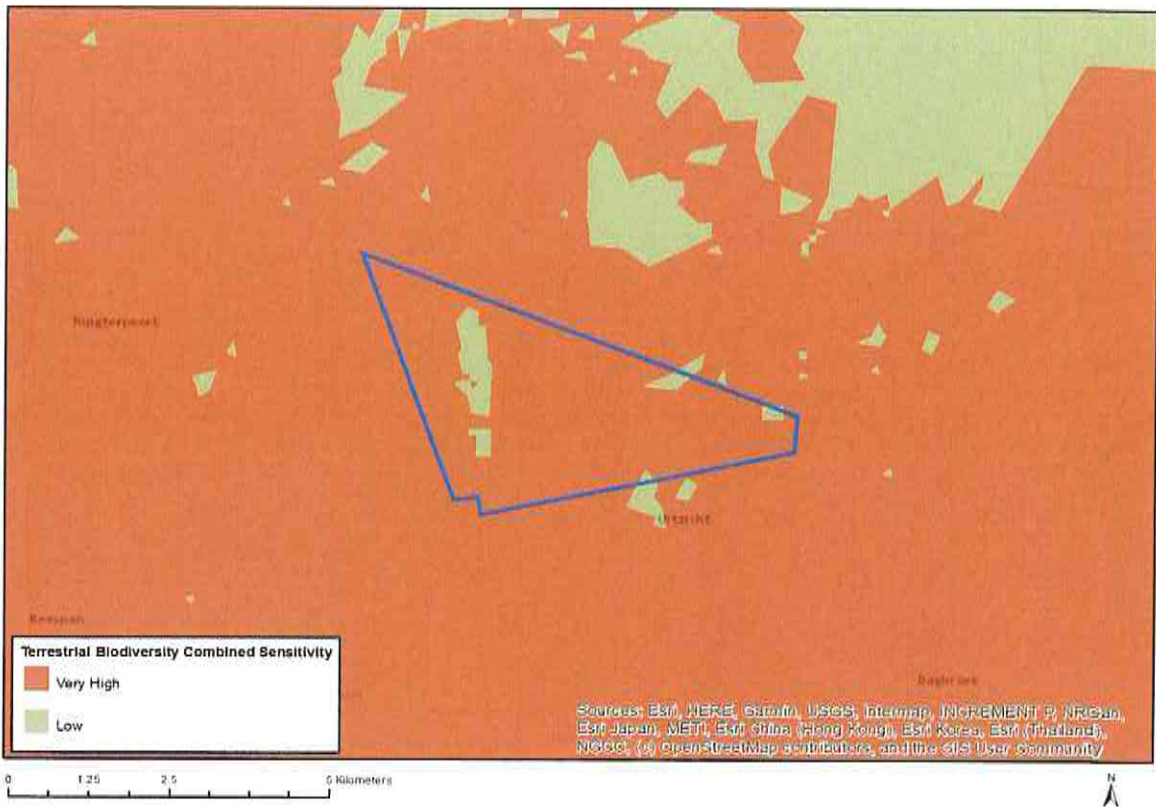 Terrestrial Biodiversity Combined Sensitivity
Very High
Low
Sources: Esri, HERE, Garmin, USGS, Intermap, INCREMENT P, NRCan,
Esri Japan, METI, Esri China (Hong Kong), Esri Korea, Esri (Thailand),
NGCC, (c) OpenStreetMap contributors, and the GIS User Community
0 1.25 2.5 5 Kilometers
N